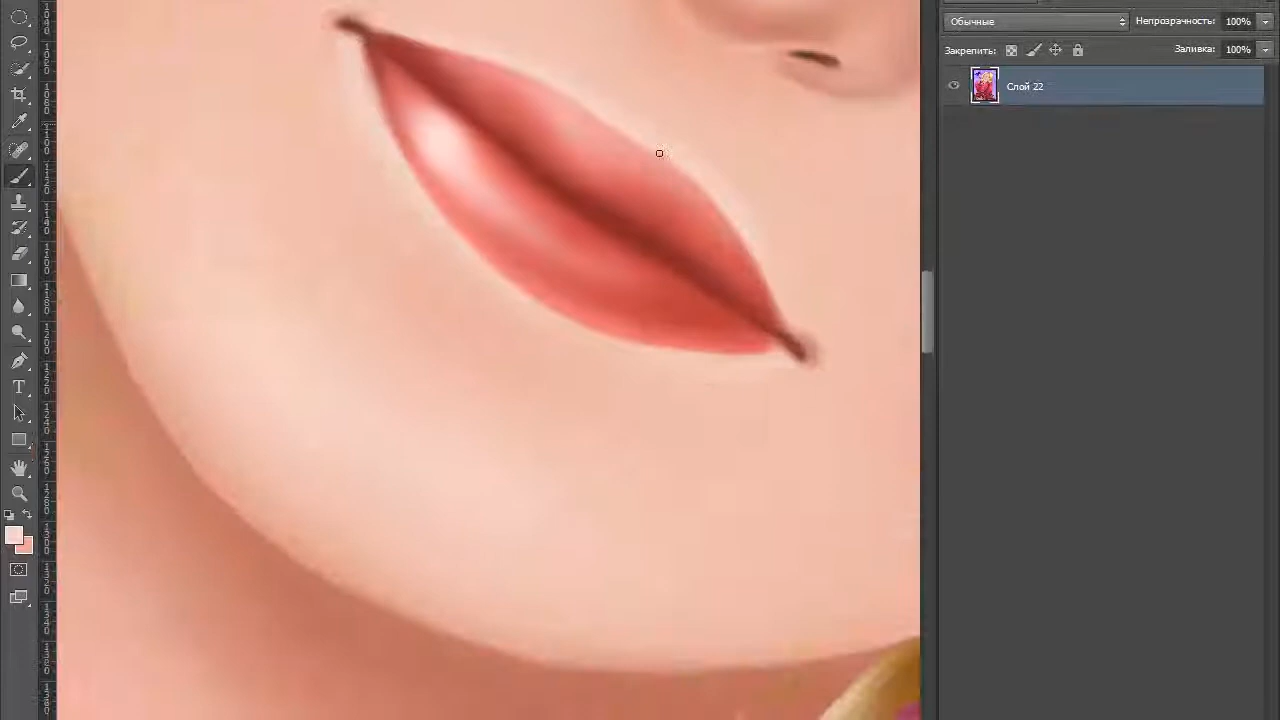 Обычные
Непрозрачность: 100%
Закрепить:
Заливка: 100%
Слой 22
T